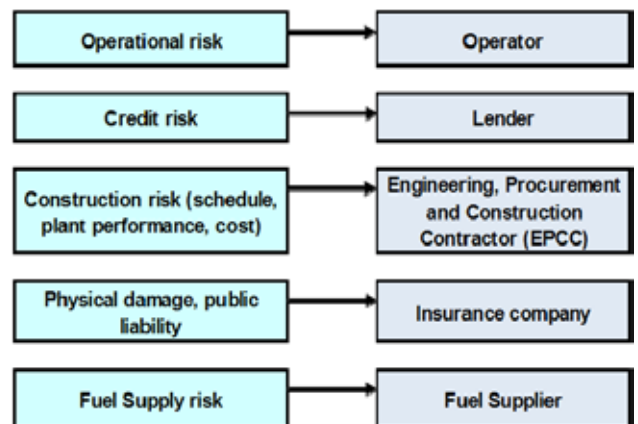 Operational risk
Operator
Credit risk
Lender
Construction risk (schedule,
plant performance, cost)
Engineering, Procurement
and Construction
Contractor (EPCC)
Physical damage, public
liability
Insurance company
Fuel Supply risk
Fuel Supplier